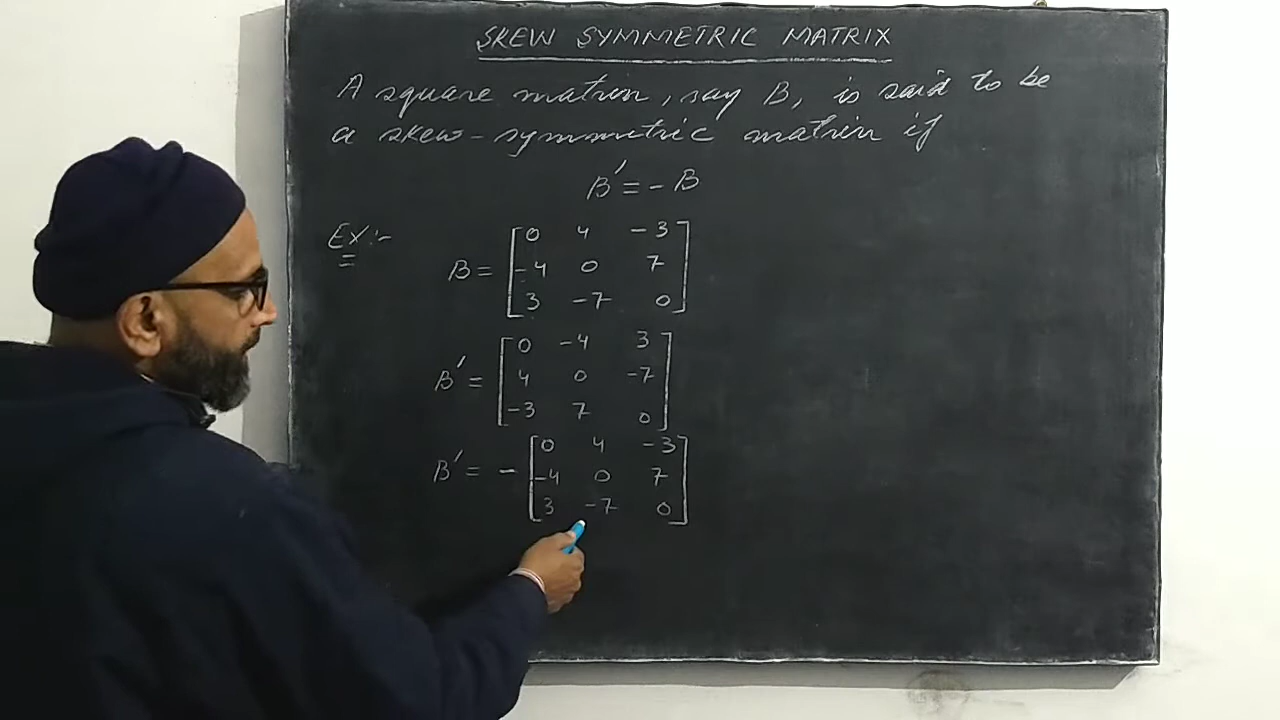 SKEW SYMMETRIC MATRIX
A square matrix, say B, is said to be
a skew-symmetric matrix if
B' = - B
Ex:-
B = [0 4 -3
-4 0 7
3 -7 0]
B' = [0 -4 3
4 0 -7
-3 7 0]
B' = - [0 4 -3
-4 0 7
3 -7 0]